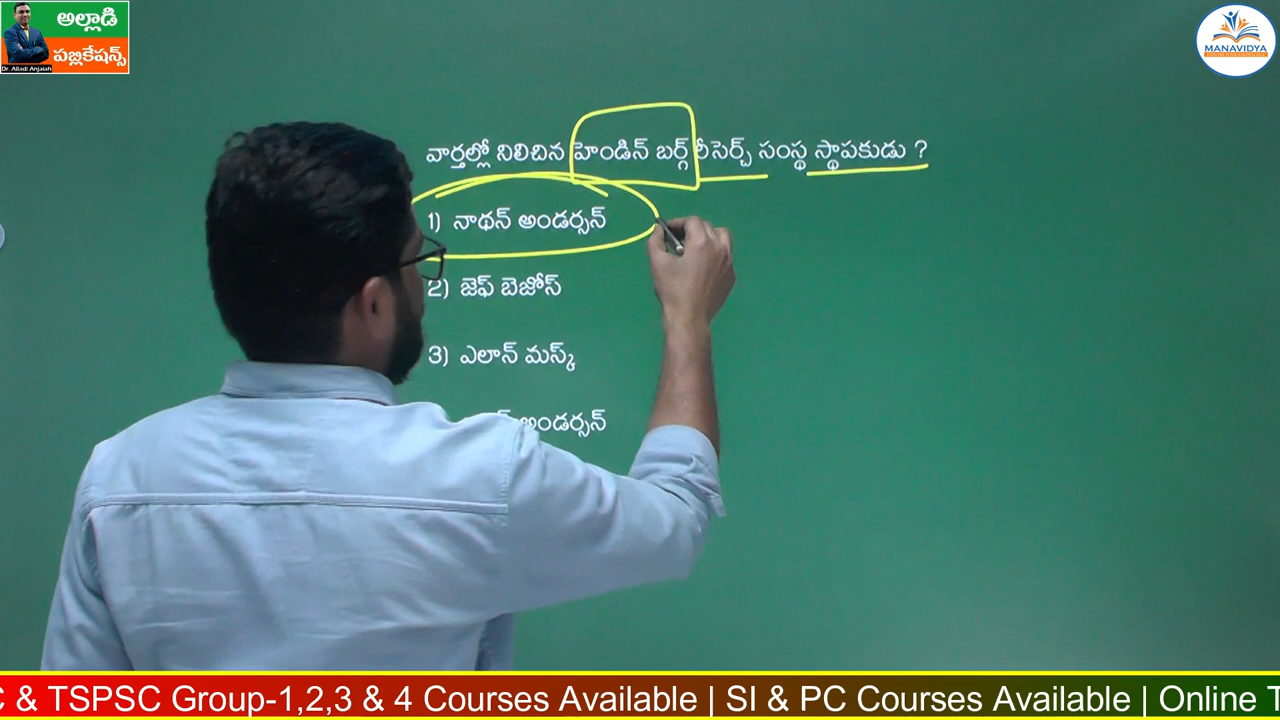 అల్లాడి
పబ్లికేషన్స్
Dr. Alladi Anjaiah
MANAVIDYA
వార్తల్లో నిలిచిన హెండిన్ బర్గ్ రీసెర్చ్ సంస్థ స్థాపకుడు ?
1) నాథన్ అండర్సన్
2) జెఫ్ బెజోస్
3) ఎలాన్ మస్క్
అండర్సన్
C & TSPSC Group-1,2,3 & 4 Courses Available | SI & PC Courses Available | Online T